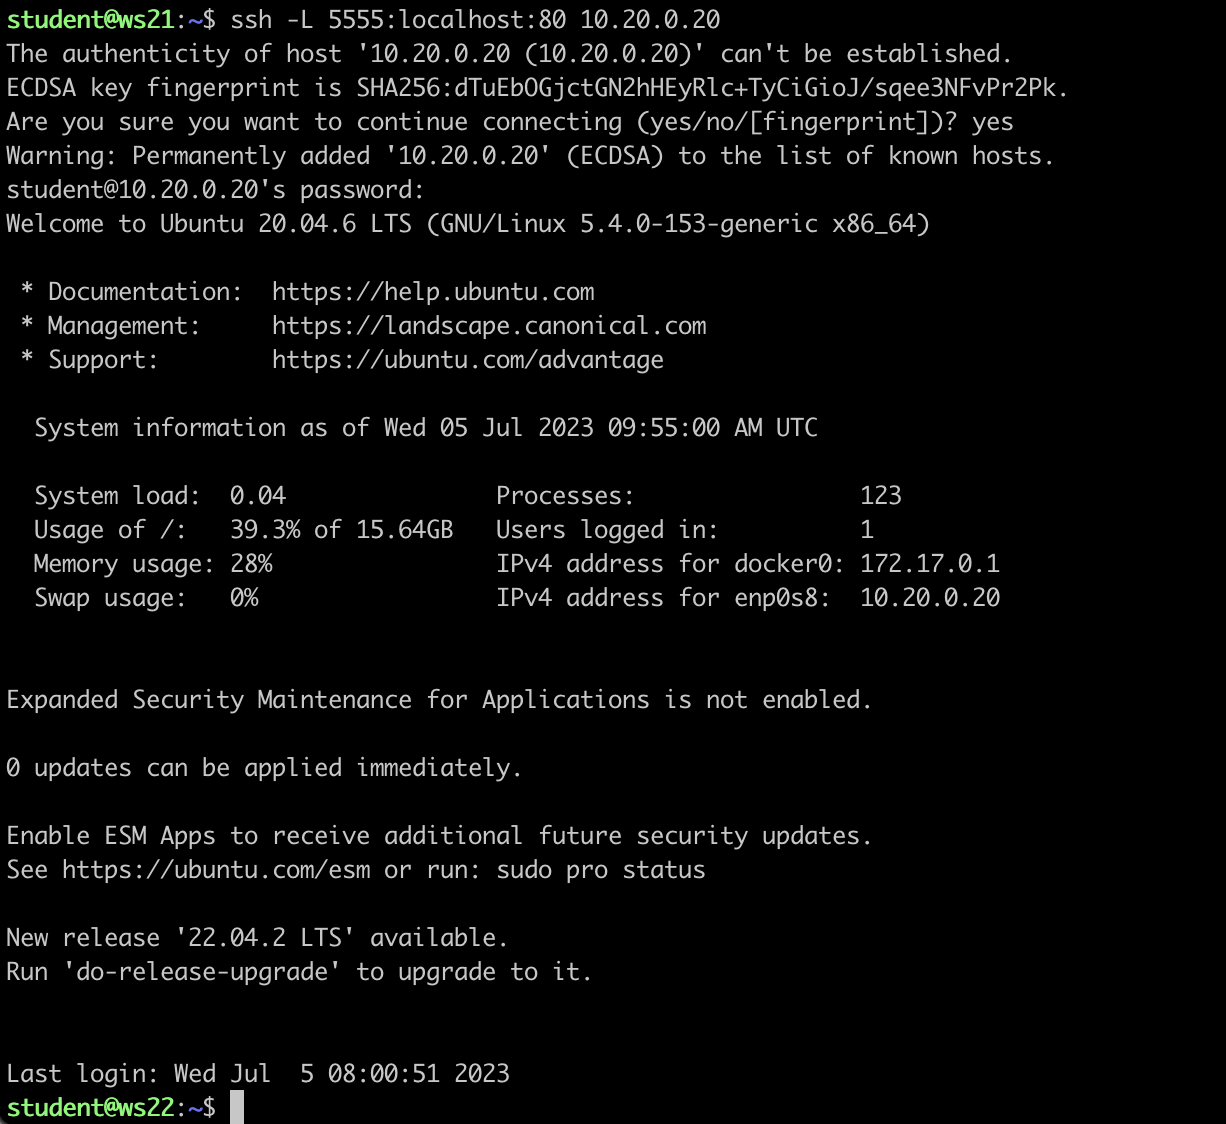 student@ws21:~$ ssh -L 5555:localhost:80 10.20.0.20
The authenticity of host '10.20.0.20 (10.20.0.20)' can't be established.
ECDSA key fingerprint is SHA256:dTuEbOGjctGN2hHEyRlc+TyCiGioJ/sqee3NFvPr2Pk.
Are you sure you want to continue connecting (yes/no/[fingerprint])? yes
Warning: Permanently added '10.20.0.20' (ECDSA) to the list of known hosts.
student@10.20.0.20's password:
Welcome to Ubuntu 20.04.6 LTS (GNU/Linux 5.4.0-153-generic x86_64)

 * Documentation:  https://help.ubuntu.com
 * Management:     https://landscape.canonical.com
 * Support:        https://ubuntu.com/advantage

  System information as of Wed 05 Jul 2023 09:55:00 AM UTC

  System load:  0.04               Processes:                123
  Usage of /:   39.3% of 15.64GB   Users logged in:          1
  Memory usage: 28%                IPv4 address for docker0: 172.17.0.1
  Swap usage:   0%                 IPv4 address for enp0s8:  10.20.0.20

Expanded Security Maintenance for Applications is not enabled.

0 updates can be applied immediately.

Enable ESM Apps to receive additional future security updates.
See https://ubuntu.com/esm or run: sudo pro status

New release '22.04.2 LTS' available.
Run 'do-release-upgrade' to upgrade to it.

Last login: Wed Jul  5 08:00:51 2023
student@ws22:~$